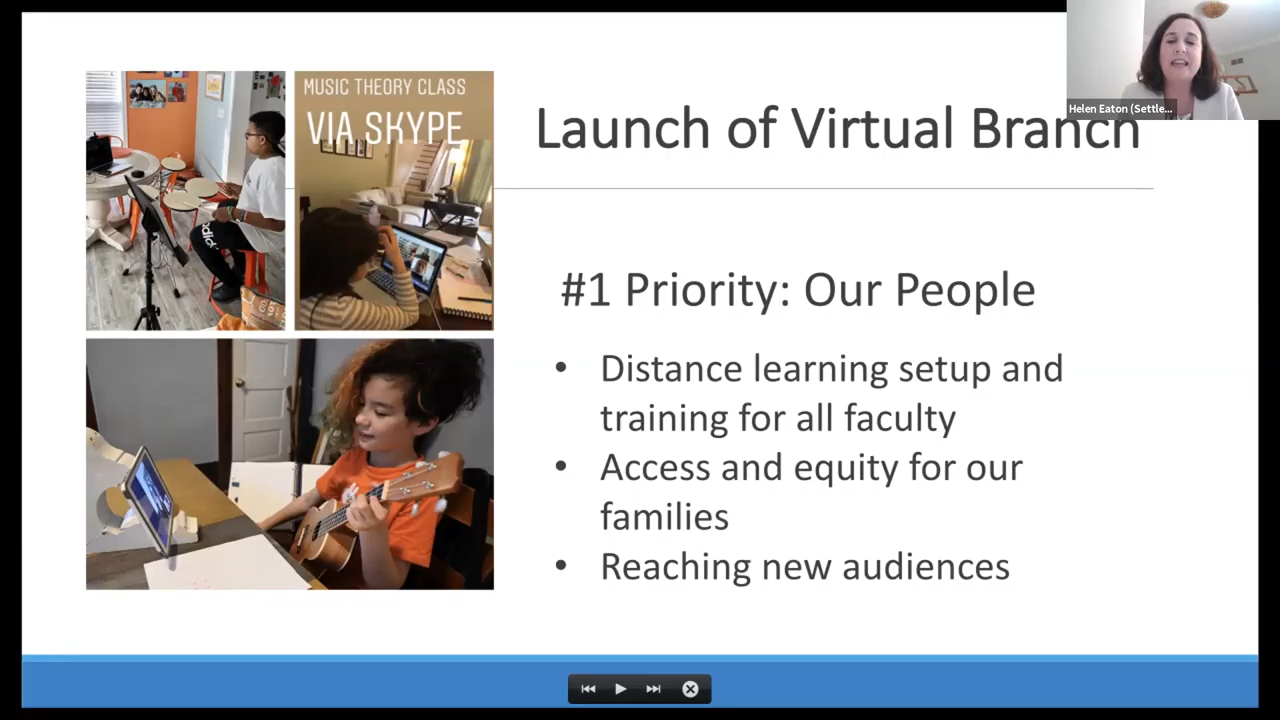 Helen Eaton (Settle...
MUSIC THEORY CLASS
VIA SKYPE
Launch of Virtual Branch
#1 Priority: Our People
• Distance learning setup and
training for all faculty
• Access and equity for our
families
• Reaching new audiences
adidas